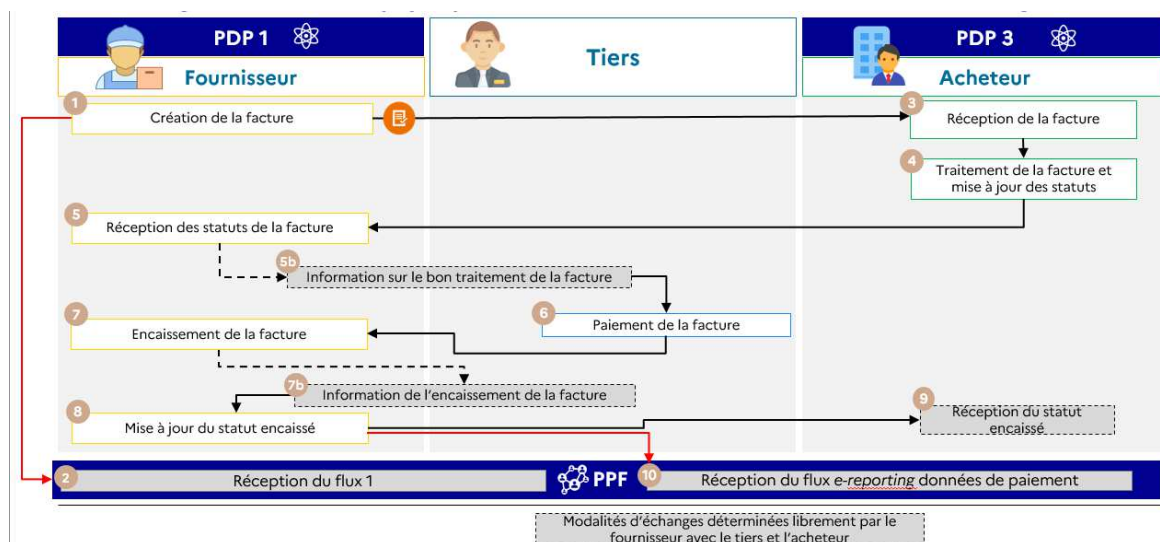 PDP 1
Fournisseur
Tiers
PDP 3
Acheteur
1
Création de la facture
3
Réception de la facture
4
Traitement de la facture et
mise à jour des statuts
5
Réception des statuts de la facture
5b
Information sur le bon traitement de la facture
6
Paiement de la facture
7
Encaissement de la facture
7b
Information de l'encaissement de la facture
8
Mise à jour du statut encaissé
9
Réception du statut
encaissé
2
Réception du flux 1
PPF
10
Réception du flux e-reporting données de paiement
Modalités d'échanges déterminées librement par le
fournisseur avec le tiers et l'acheteur